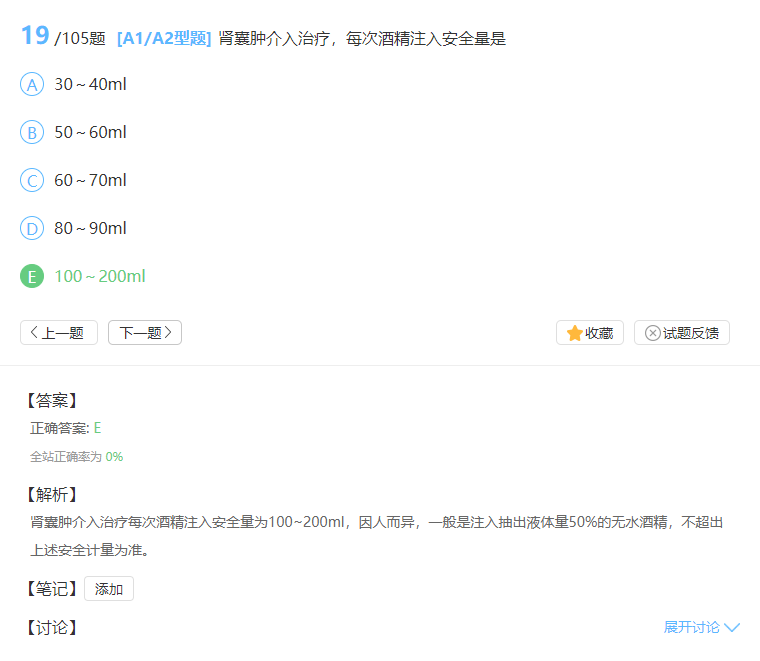 19 /105题 [A1/A2型题] 肾囊肿介入治疗，每次酒精注入安全量是
A 30～40ml
B 50～60ml
C 60～70ml
D 80～90ml
E 100～200ml
上一题 下一题 收藏 试题反馈
【答案】
正确答案: E
全站正确率为 0%
【解析】
肾囊肿介入治疗每次酒精注入安全量为100~200ml，因人而异，一般是注入抽出液体量50%的无水酒精，不超出
上述安全计量为准。
【笔记】 添加
【讨论】 展开讨论